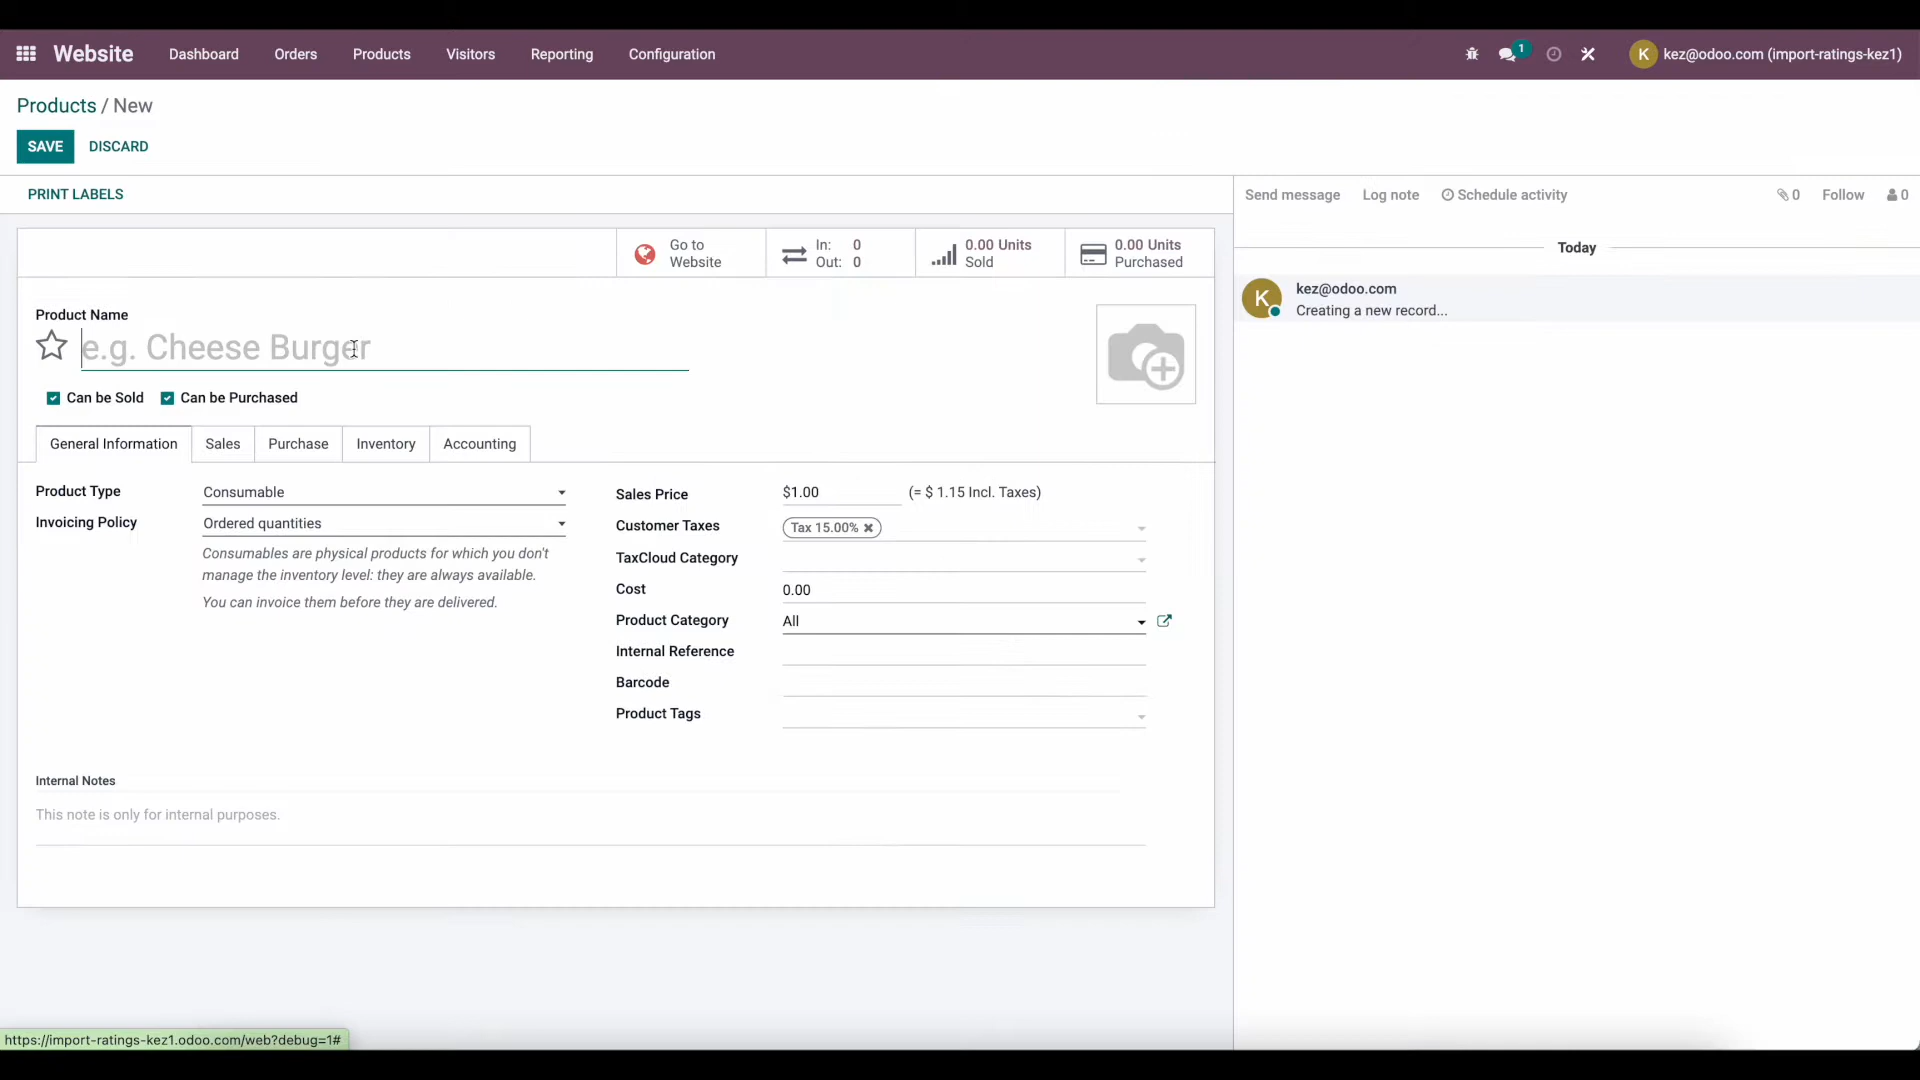 Website
Dashboard
Orders
Products
Visitors
Reporting
Configuration
1
K
kez@odoo.com (import-ratings-kez1)
Products / New
SAVE
DISCARD
PRINT LABELS
Send message
Log note
Schedule activity
0
Follow
0
Go to
Website
In: 0
Out: 0
0.00 Units
Sold
0.00 Units
Purchased
Today
K
kez@odoo.com
Creating a new record...
Product Name
e.g. Cheese Burger
Can be Sold
Can be Purchased
General Information
Sales
Purchase
Inventory
Accounting
Product Type
Consumable
Invoicing Policy
Ordered quantities
Consumables are physical products for which you don't
manage the inventory level: they are always available.
You can invoice them before they are delivered.
Sales Price
$1.00
(= $ 1.15 Incl. Taxes)
Customer Taxes
Tax 15.00%
TaxCloud Category
Cost
0.00
Product Category
All
Internal Reference
Barcode
Product Tags
Internal Notes
This note is only for internal purposes.
https://import-ratings-kez1.odoo.com/web?debug=1#